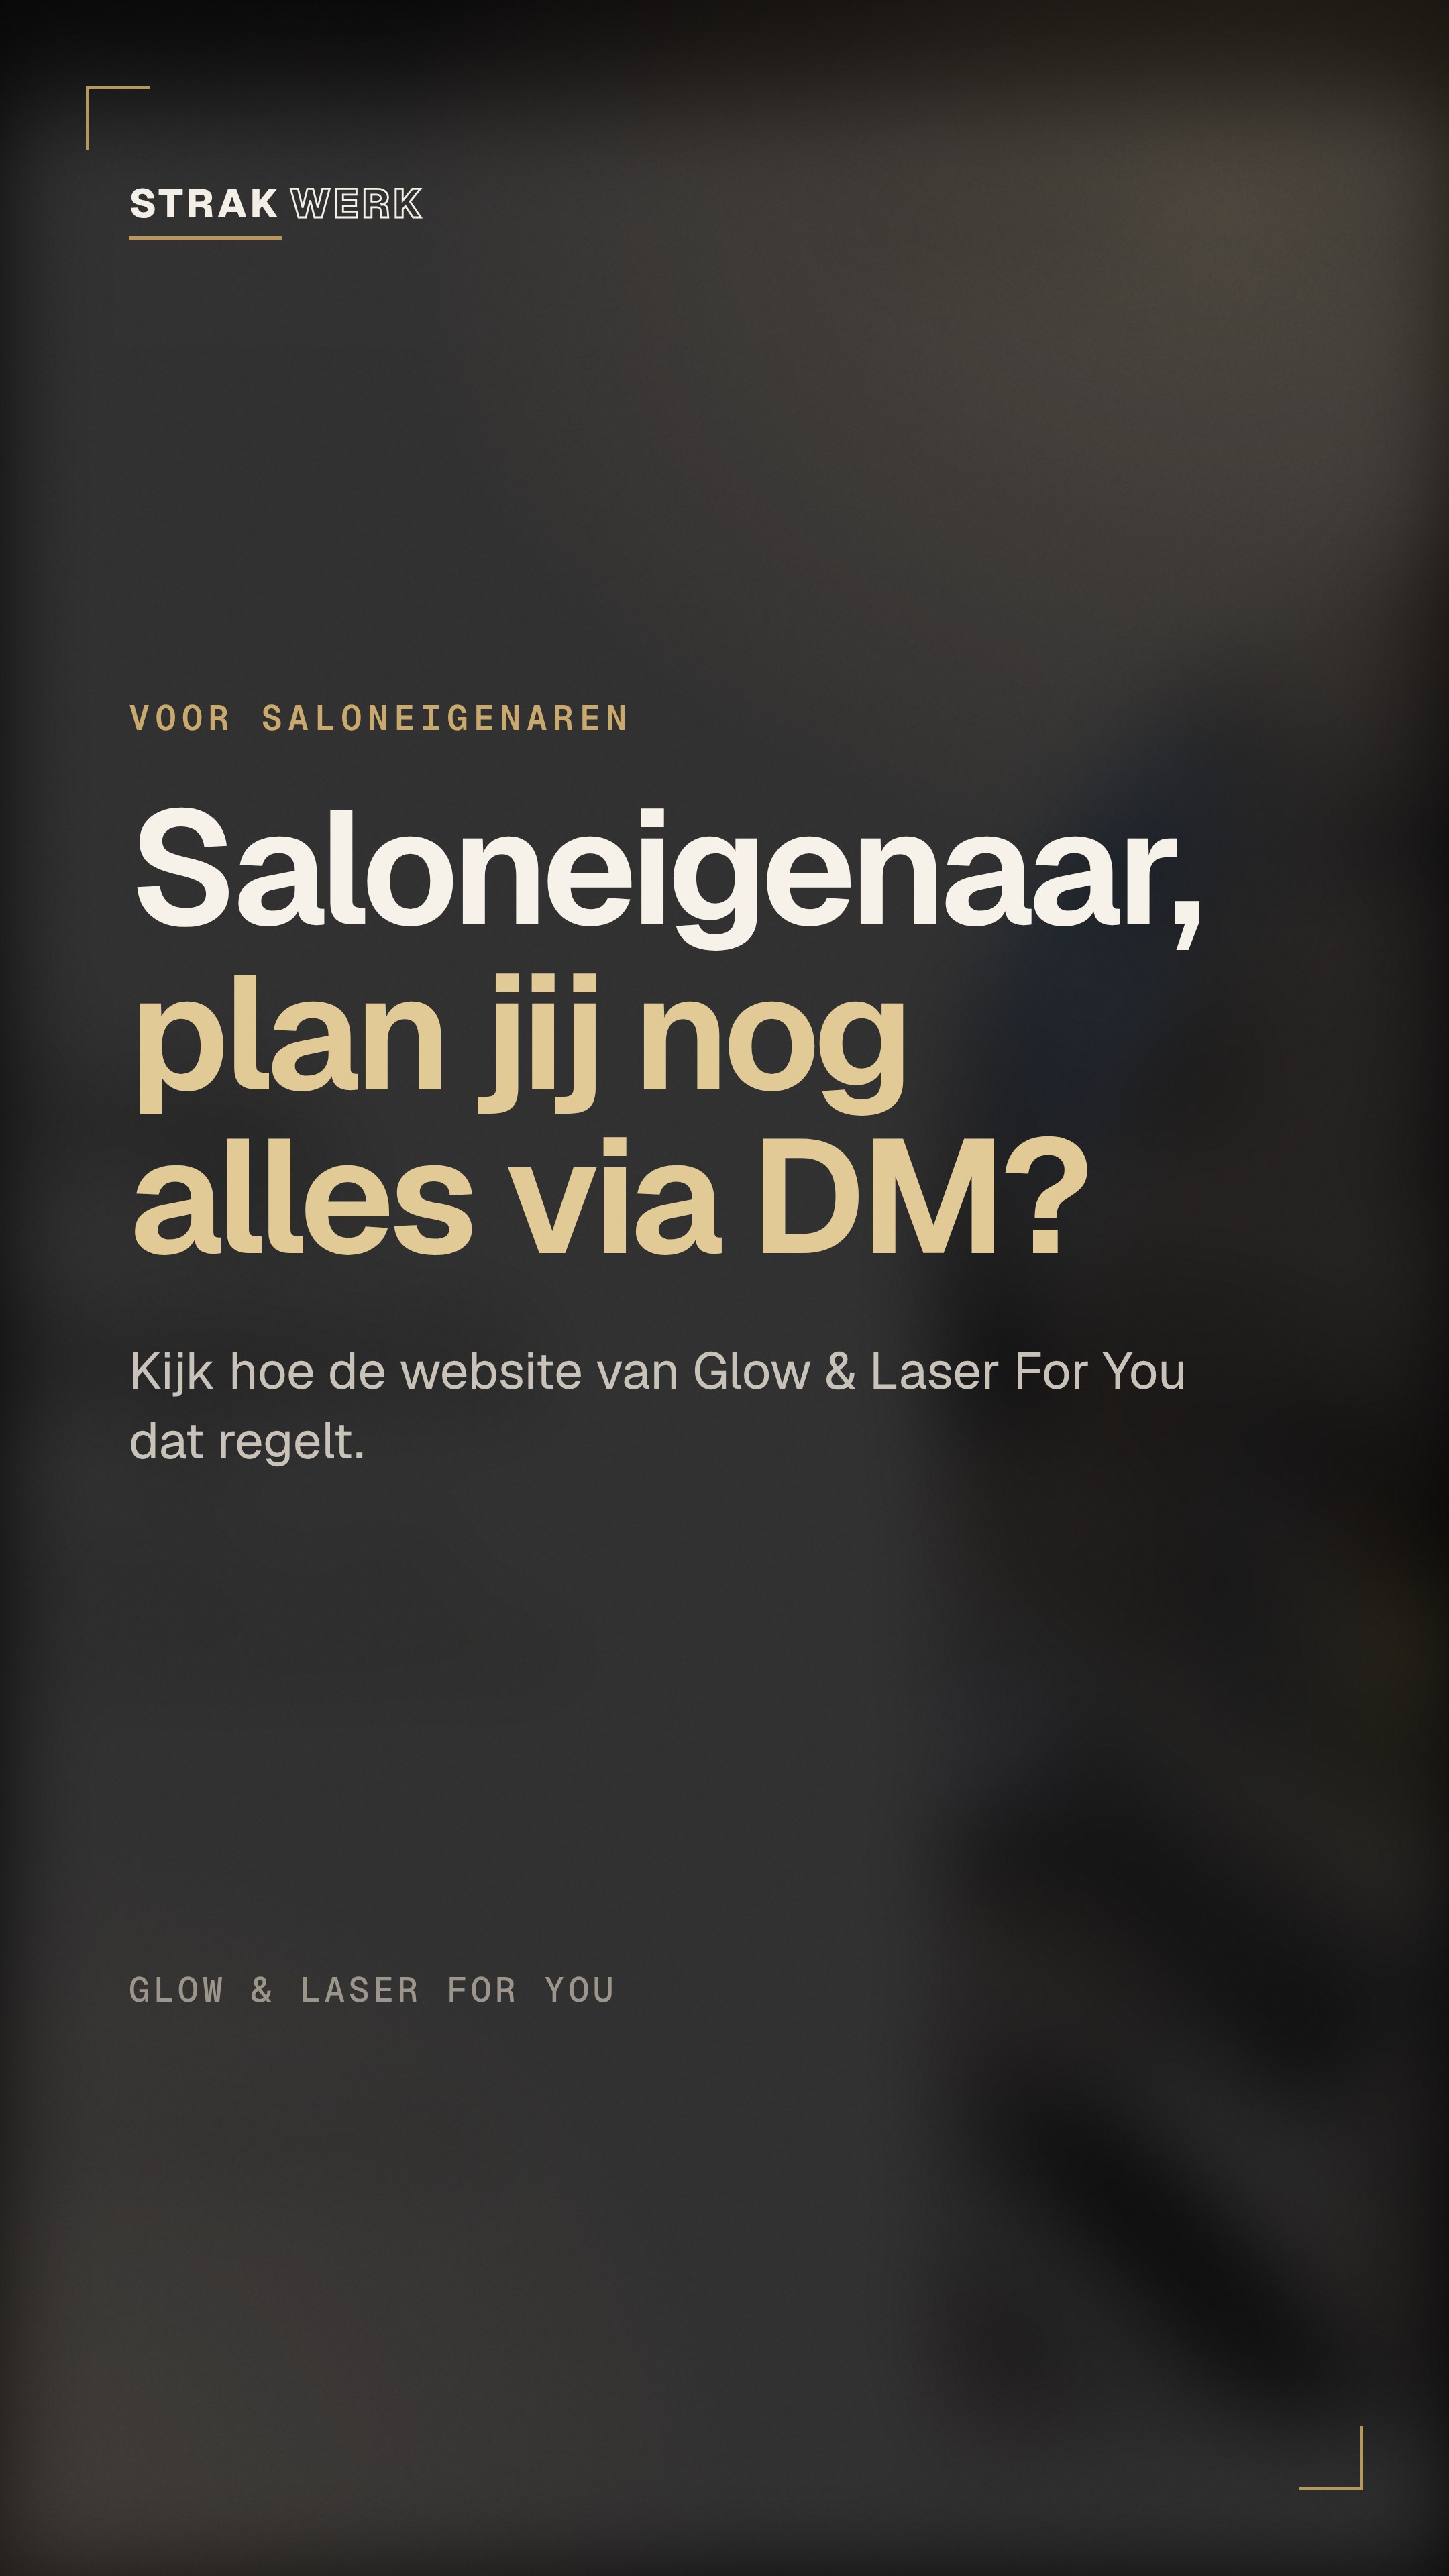 STRAK WERK
VOOR SALONEIGENAREN
Saloneigenaar,
plan jij nog
alles via DM?
Kijk hoe de website van Glow & Laser For You
dat regelt.
GLOW & LASER FOR YOU